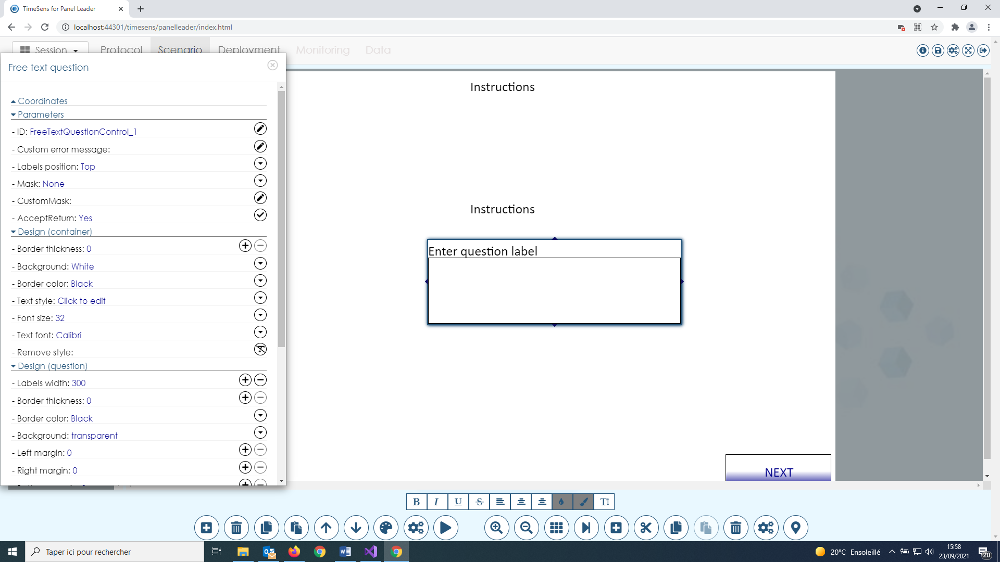 TimeSens for Panel Leader
localhost:44301/timesens/panelleader/index.html
Session
Protocol
Scenario
Deployment
Monitoring
Data
Free text question
Coordinates
Parameters
- ID: FreeTextQuestionControl_1
- Custom error message:
- Labels position: Top
- Mask: None
- CustomMask:
- AcceptReturn: Yes
Design (container)
- Border thickness: 0
- Background: White
- Border color: Black
- Text style: Click to edit
- Font size: 32
- Text font: Calibri
- Remove style:
Design (question)
- Labels width: 300
- Border thickness: 0
- Border color: Black
- Background: transparent
- Left margin: 0
- Right margin: 0
Instructions
Instructions
Enter question label
NEXT
B I U S T
Taper ici pour rechercher
20°C Ensoleillé
15:58
23/09/2021
20